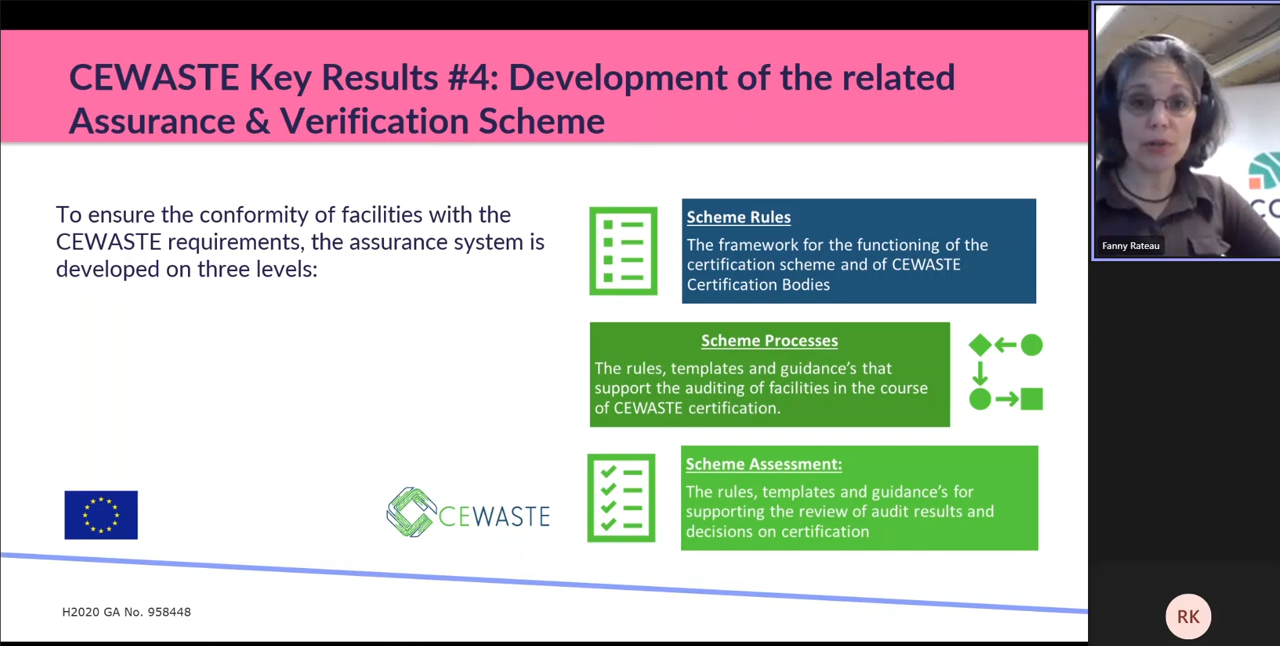 CEWASTE Key Results #4: Development of the related
Assurance & Verification Scheme
To ensure the conformity of facilities with the
CEWASTE requirements, the assurance system is
developed on three levels:
Scheme Rules
The framework for the functioning of the
certification scheme and of CEWASTE
Certification Bodies
Scheme Processes
The rules, templates and guidance's that
support the auditing of facilities in the course
of CEWASTE certification.
Scheme Assessment:
The rules, templates and guidance's for
supporting the review of audit results and
decisions on certification
CEWASTE
H2020 GA No. 958448
Fanny Rateau
RK